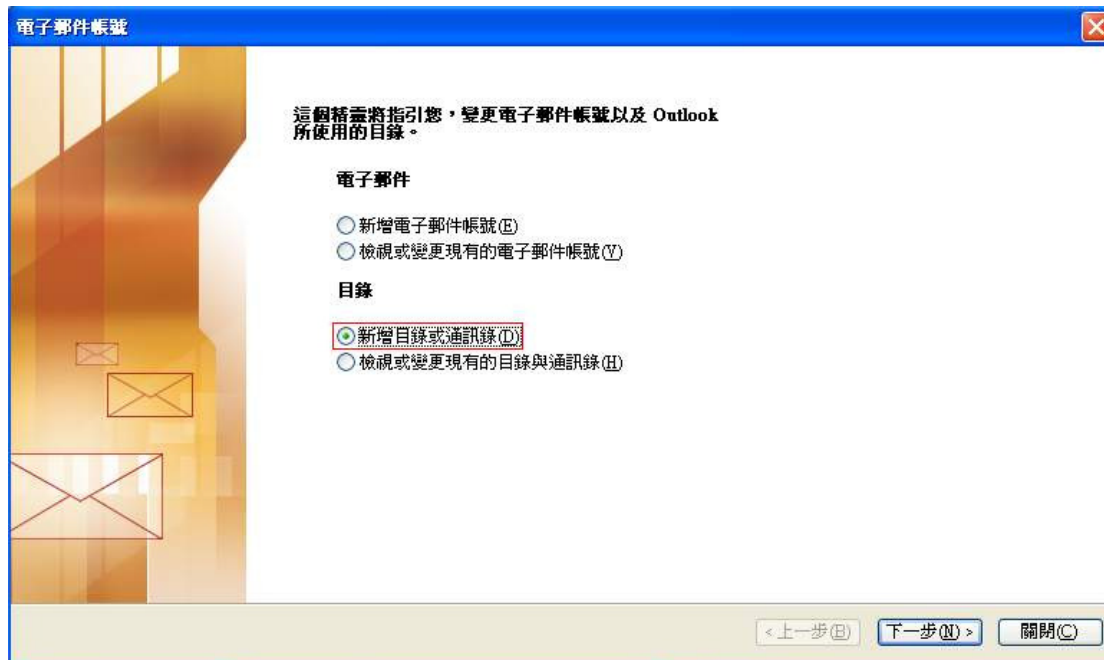 電子郵件帳號
這個精靈將指引您，變更電子郵件帳號以及 Outlook
所使用的目錄。
電子郵件
新增電子郵件帳號(E)
檢視或變更現有的電子郵件帳號(V)
目錄
新增目錄或通訊錄(D)
檢視或變更現有的目錄與通訊錄(H)
<上一步(B) 下一步(N) > 關閉(C)